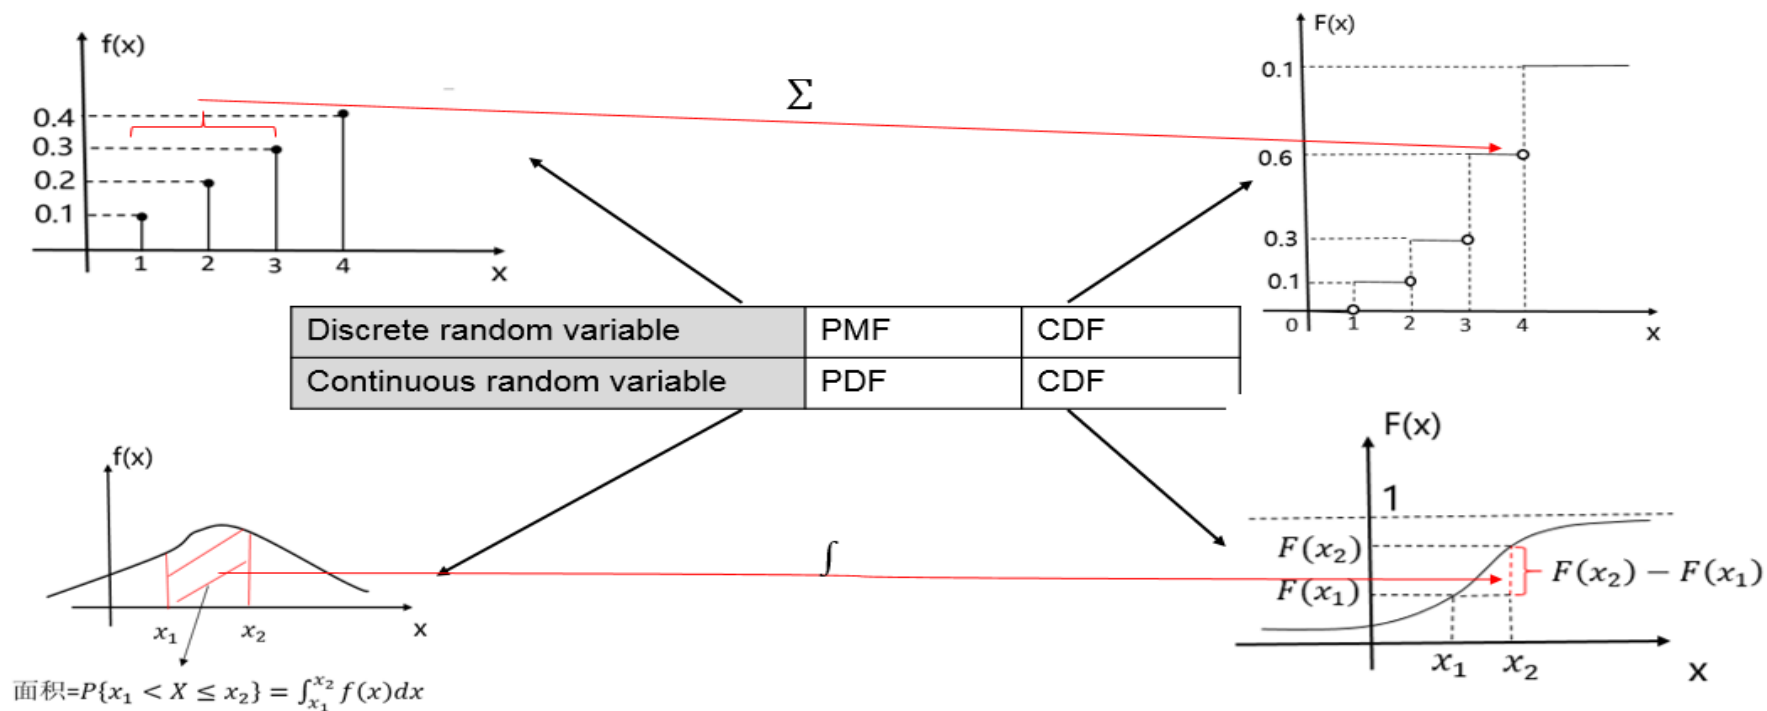 f(x)
0.4
0.3
0.2
0.1
1 2 3 4
x
Σ
F(x)
0.1
0.6
0.3
0.1
0 1 2 3 4
x
Discrete random variable PMF CDF
Continuous random variable PDF CDF
f(x)
x₁ x₂
x
面积=P{x₁ < X ≤ x₂} = ∫_{x₁}^{x₂} f(x)dx
∫
F(x)
1
F(x₂)
F(x₁)
F(x₂) − F(x₁)
x₁ x₂
x